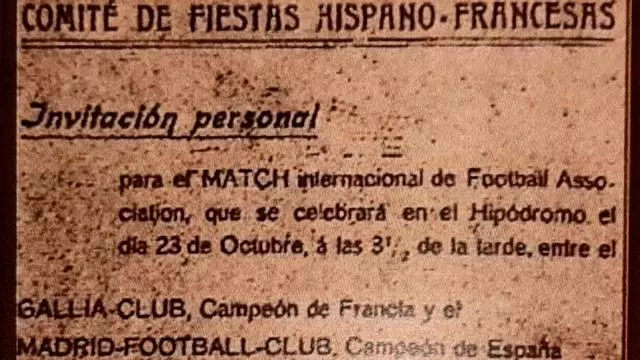 COMITÉ DE FIESTAS HISPANO-FRANCESAS
Invitación personal
para el MATCH internacional de Football Asso-
ciation, que se celebrará en el Hipódromo el
día 23 de Octubre, á las 3 1/2 de la tarde, entre el
GALLIA-CLUB, Campeón de Francia y el
MADRID-FOOTBALL-CLUB, Campeón de España